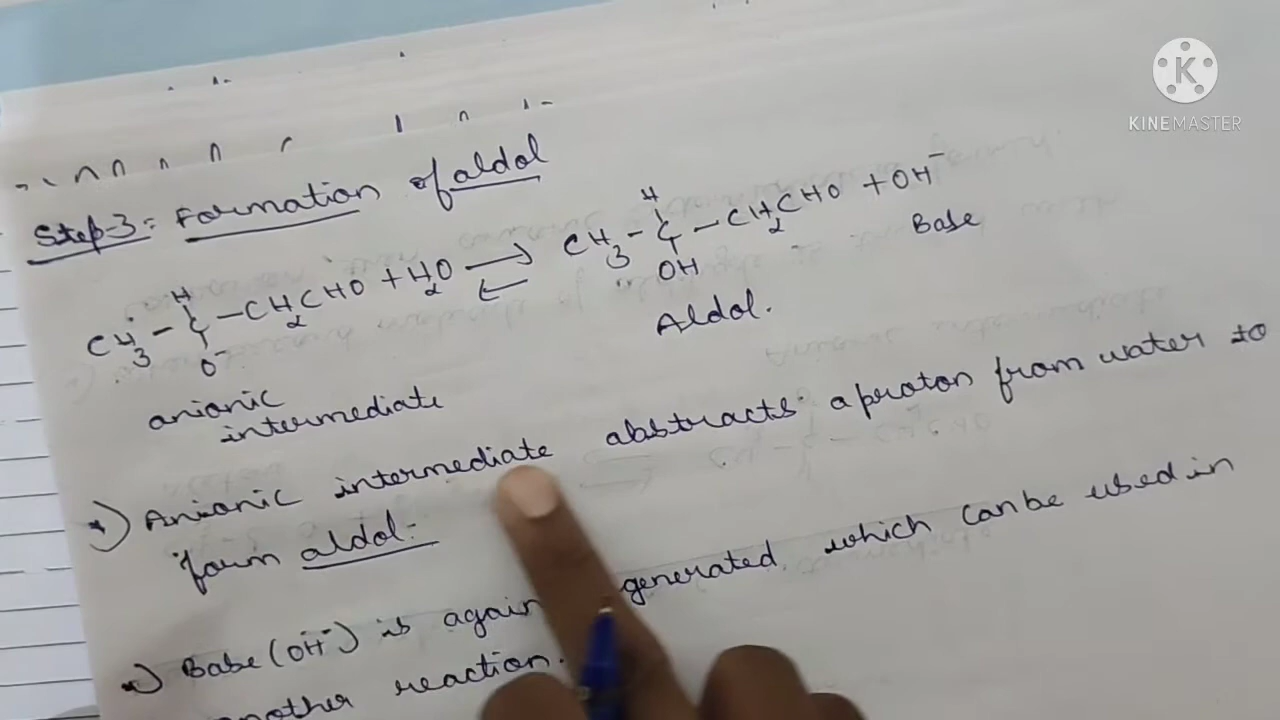 Step-3: Formation of aldol
H H
CH3 - C - CH2CHO + H2O ⇌ CH3 - C - CH2CHO + OH-
O- OH Base
anionic intermediate Aldol.
*) Anionic intermediate abstracts a proton from water to
form aldol:-
*) Base (OH-) is again generated which can be used in
another reaction.
KINEMASTER